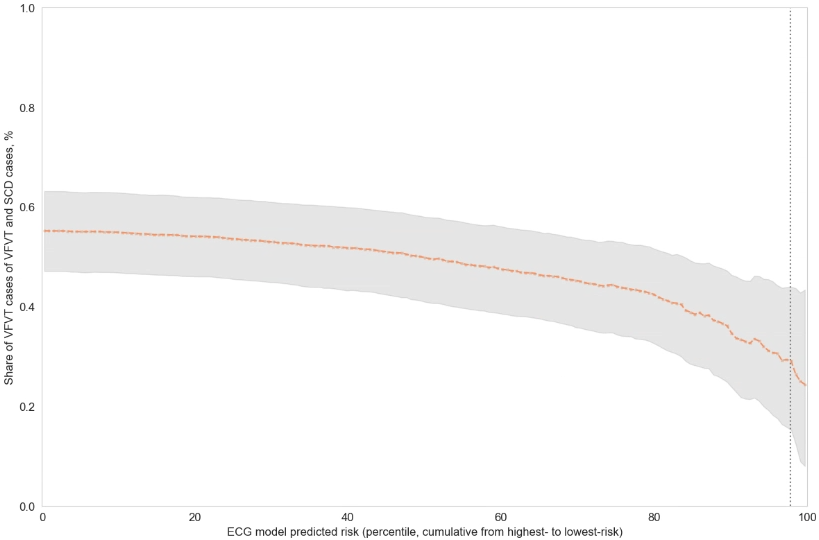 1.0
0.8
0.6
0.4
0.2
0.0
Share of VFVT cases of VFVT and SCD cases, %
0 20 40 60 80 100
ECG model predicted risk (percentile, cumulative from highest- to lowest-risk)